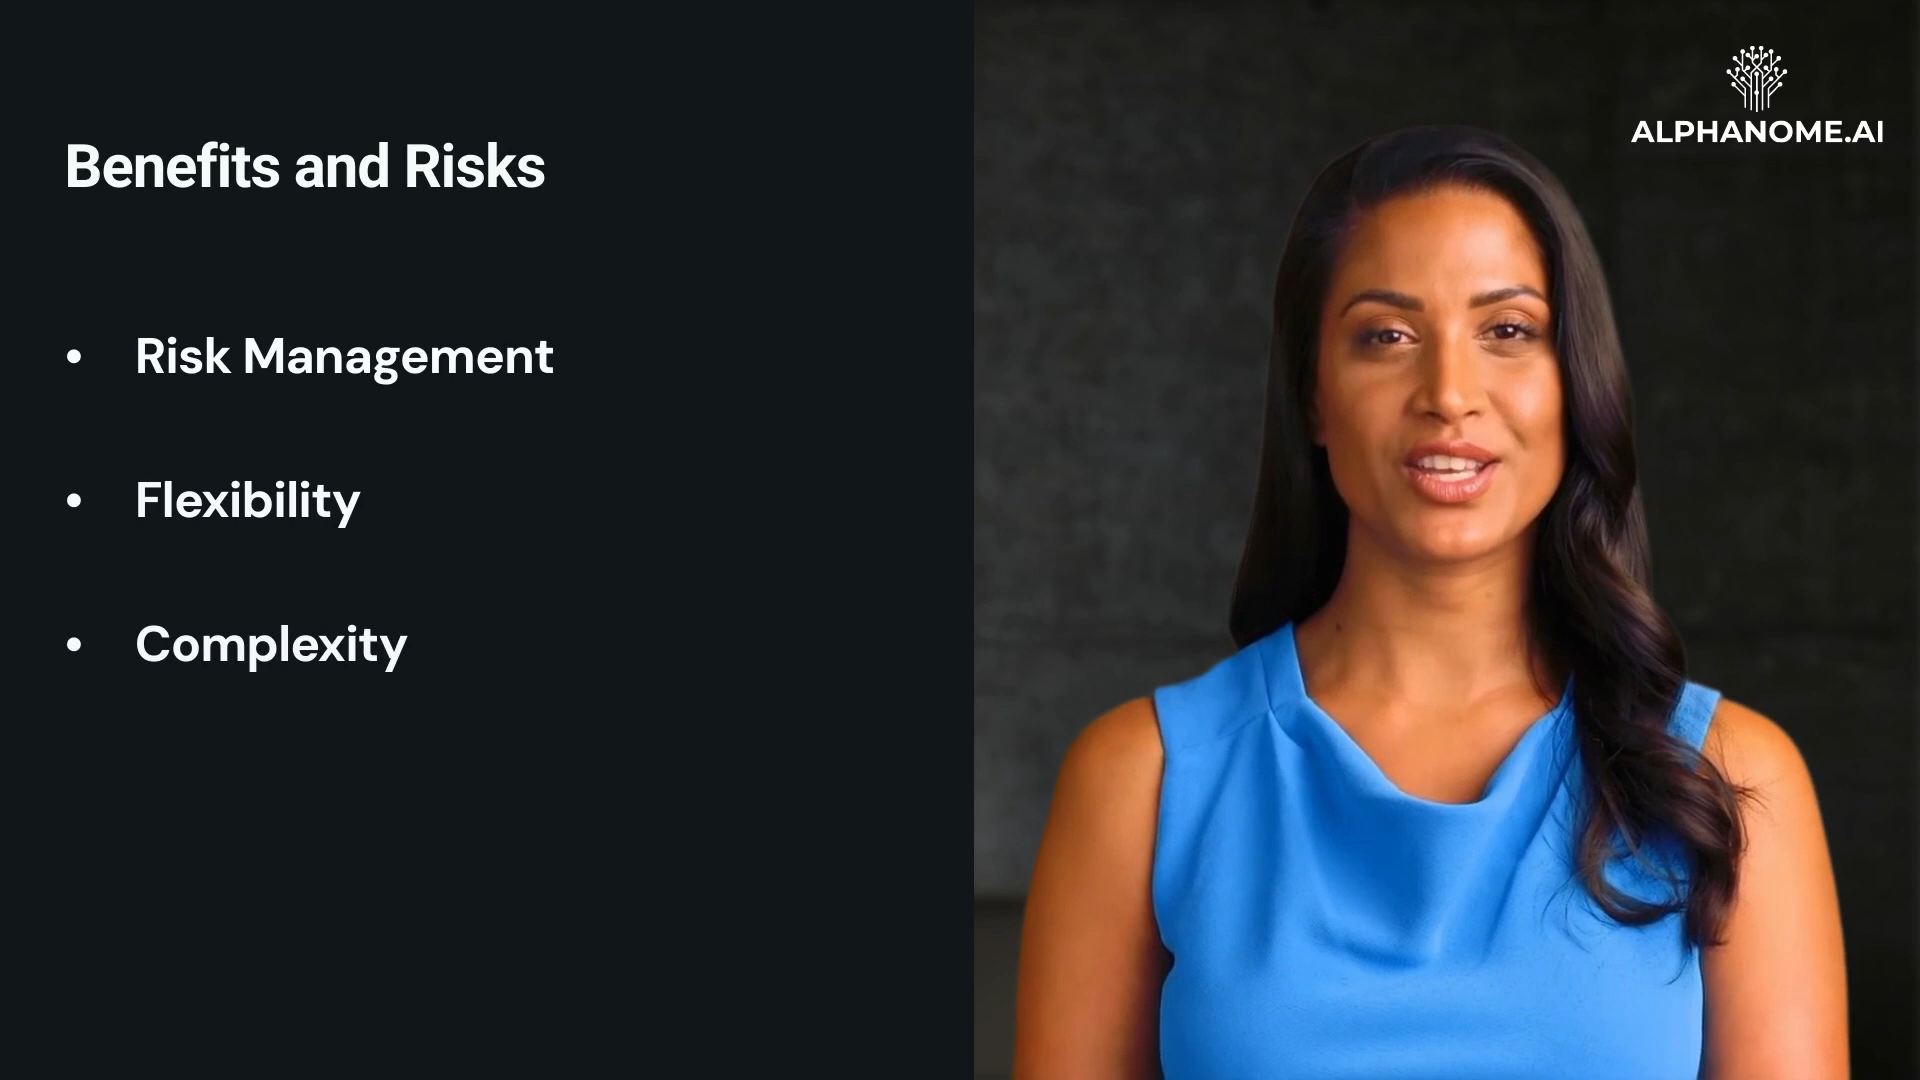 ALPHANOME.AI
Benefits and Risks
• Risk Management
• Flexibility
• Complexity